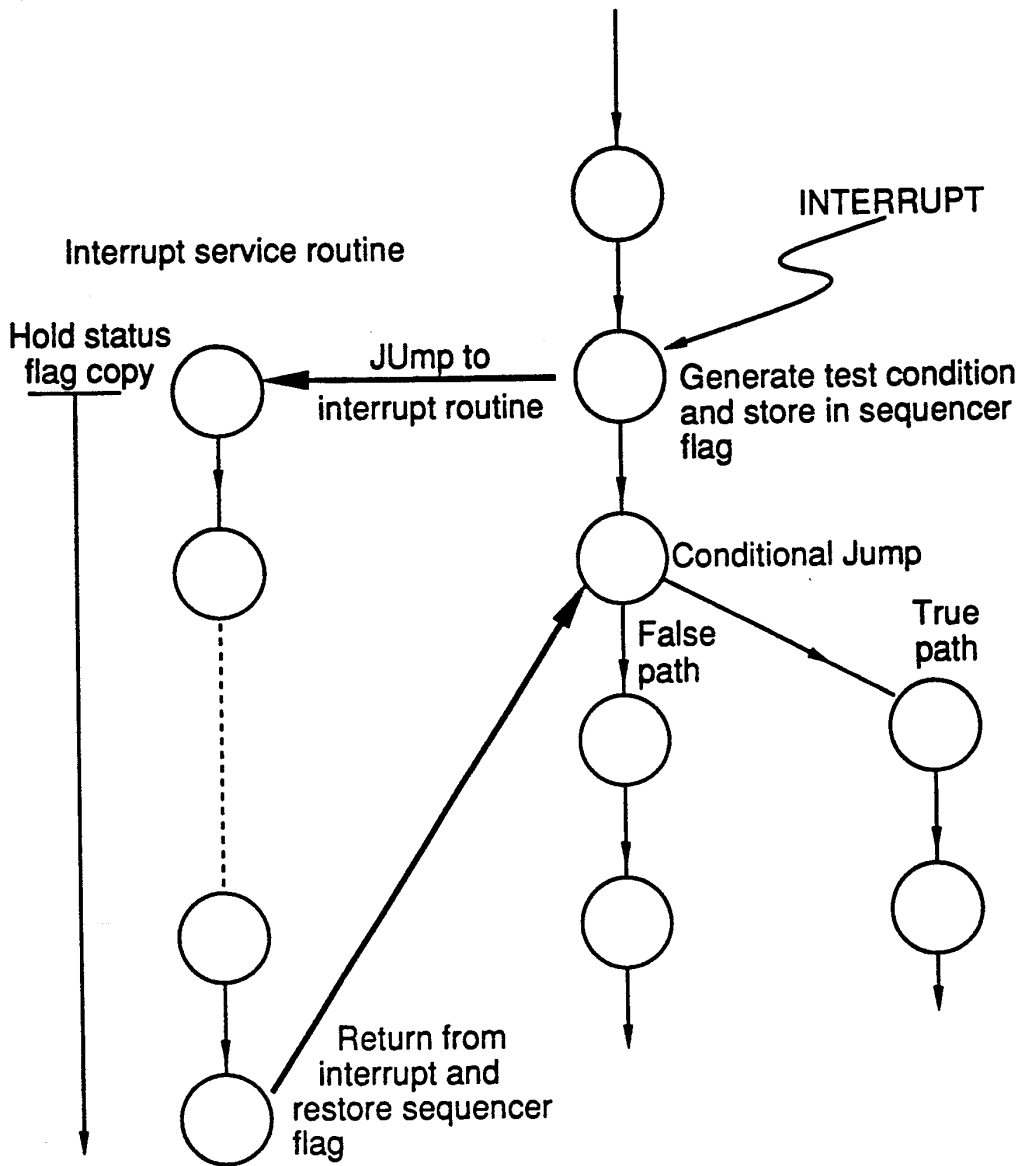 INTERRUPT
Interrupt service routine
Hold status
flag copy
JUmp to
interrupt routine
Generate test condition
and store in sequencer
flag
Conditional Jump
False
path
True
path
Return from
interrupt and
restore sequencer
flag